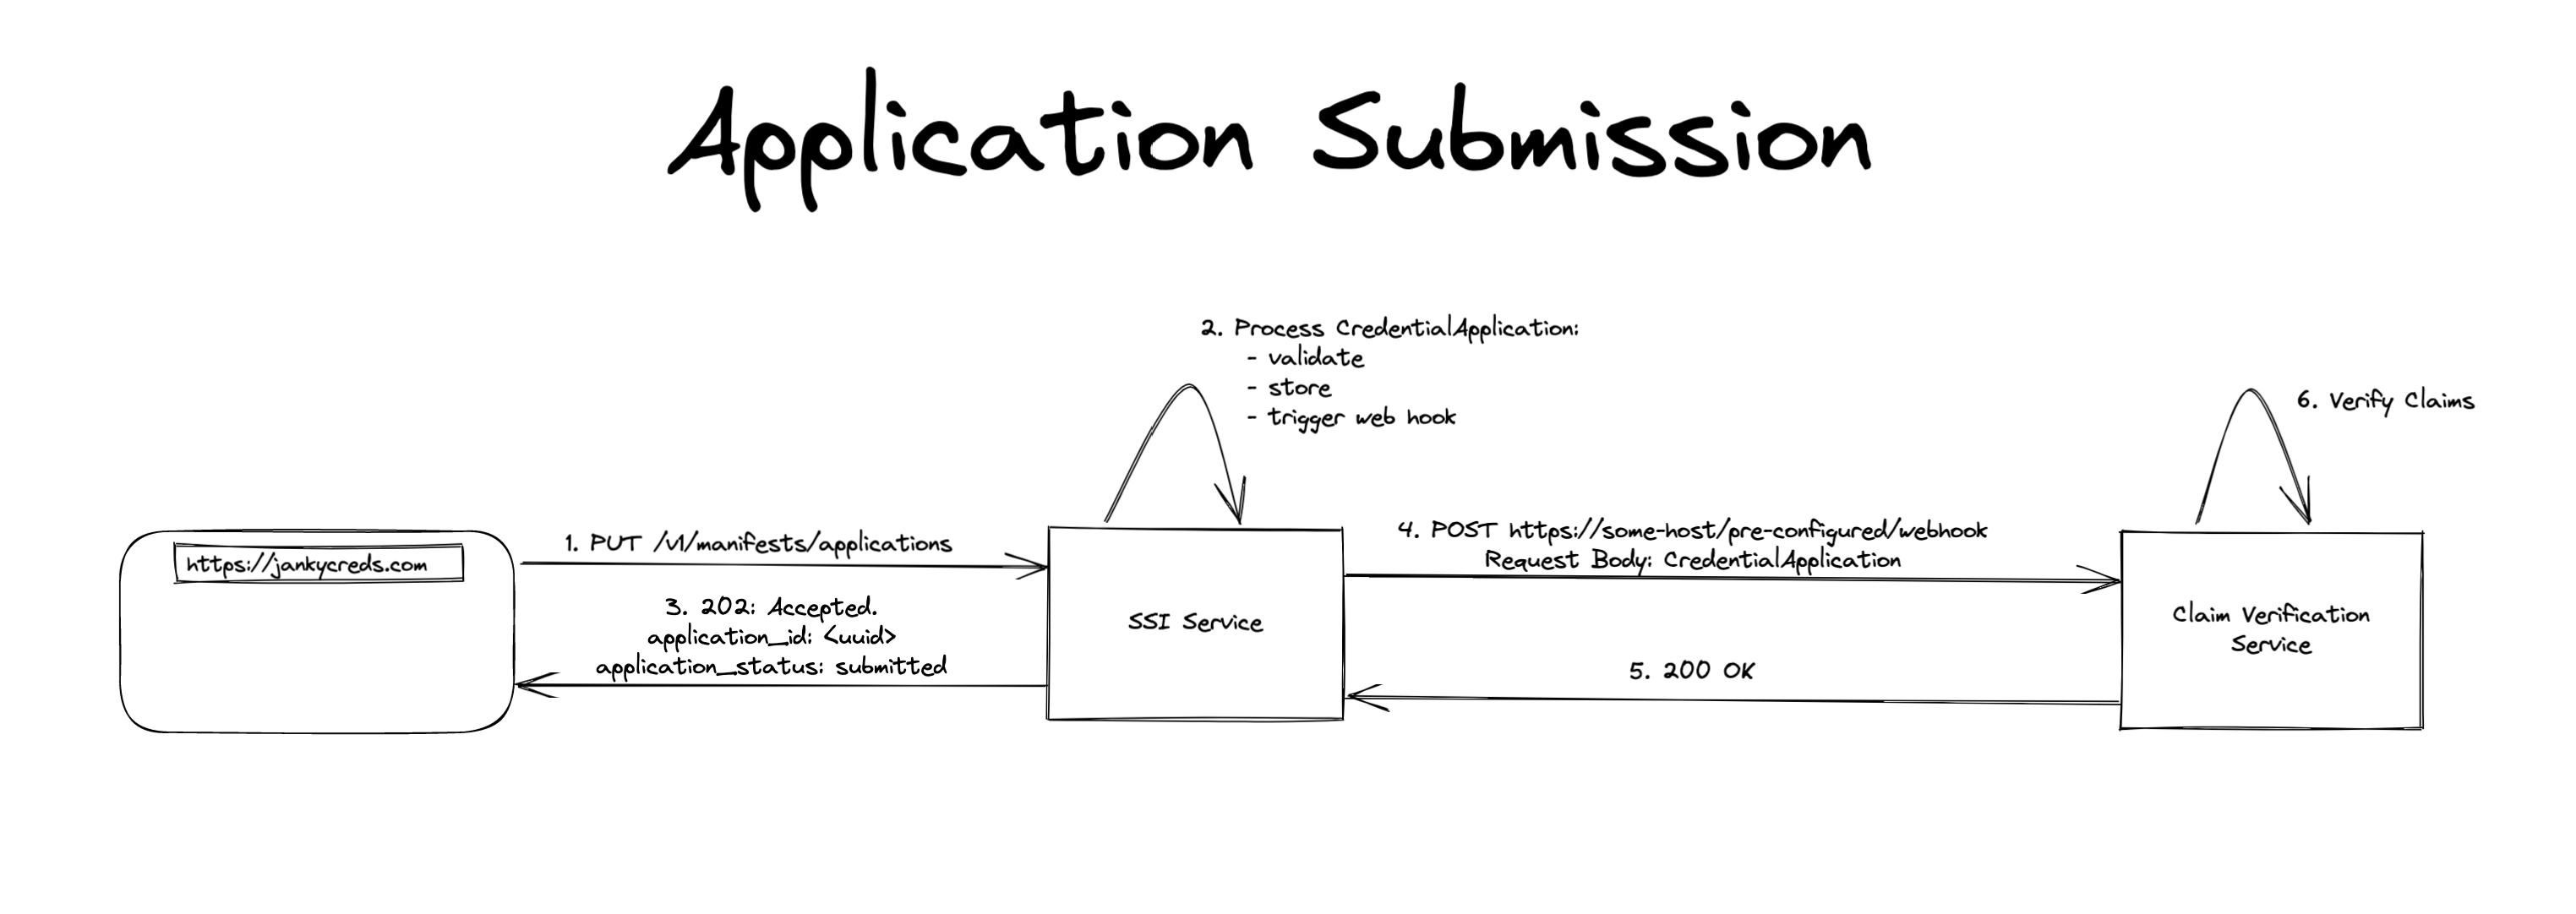 Application Submission
2. Process CredentialApplication:
- validate
- store
- trigger web hook
6. Verify Claims
https://jankycreds.com
1. PUT /v1/manifests/applications
3. 202: Accepted.
application_id: <uuid>
application_status: submitted
SSI Service
4. POST https://some-host/pre-configured/webhook
Request Body: CredentialApplication
5. 200 OK
Claim Verification
Service